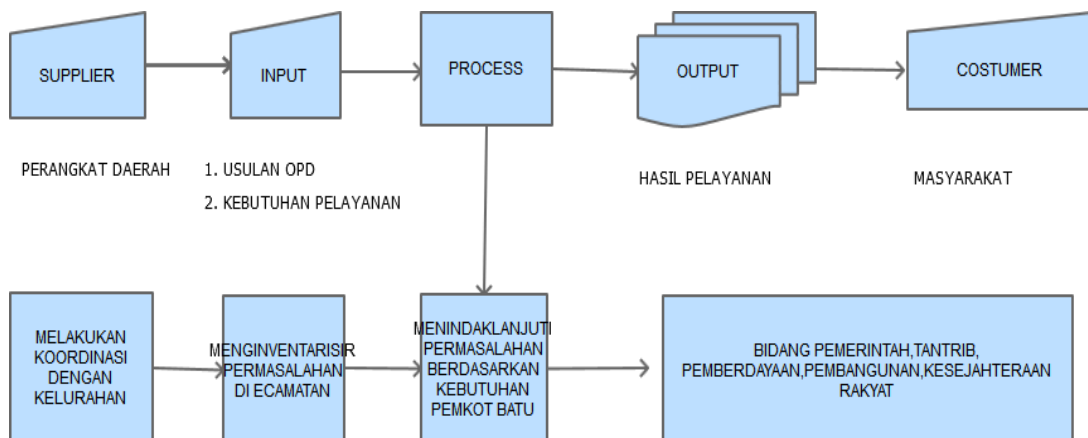 SUPPLIER
INPUT
PROCESS
OUTPUT
COSTUMER
PERANGKAT DAERAH
1. USULAN OPD
2. KEBUTUHAN PELAYANAN
HASIL PELAYANAN
MASYARAKAT
MELAKUKAN
KOORDINASI
DENGAN
KELURAHAN
MENGINVENTARISIR
PERMASALAHAN
DI ECAMATAN
MENINDAKLANJUTI
PERMASALAHAN
BERDASARKAN
KEBUTUHAN
PEMKOT BATU
BIDANG PEMERINTAH,TANTRIB,
PEMBERDAYAAN,PEMBANGUNAN,KESEJAHTERAAN
RAKYAT